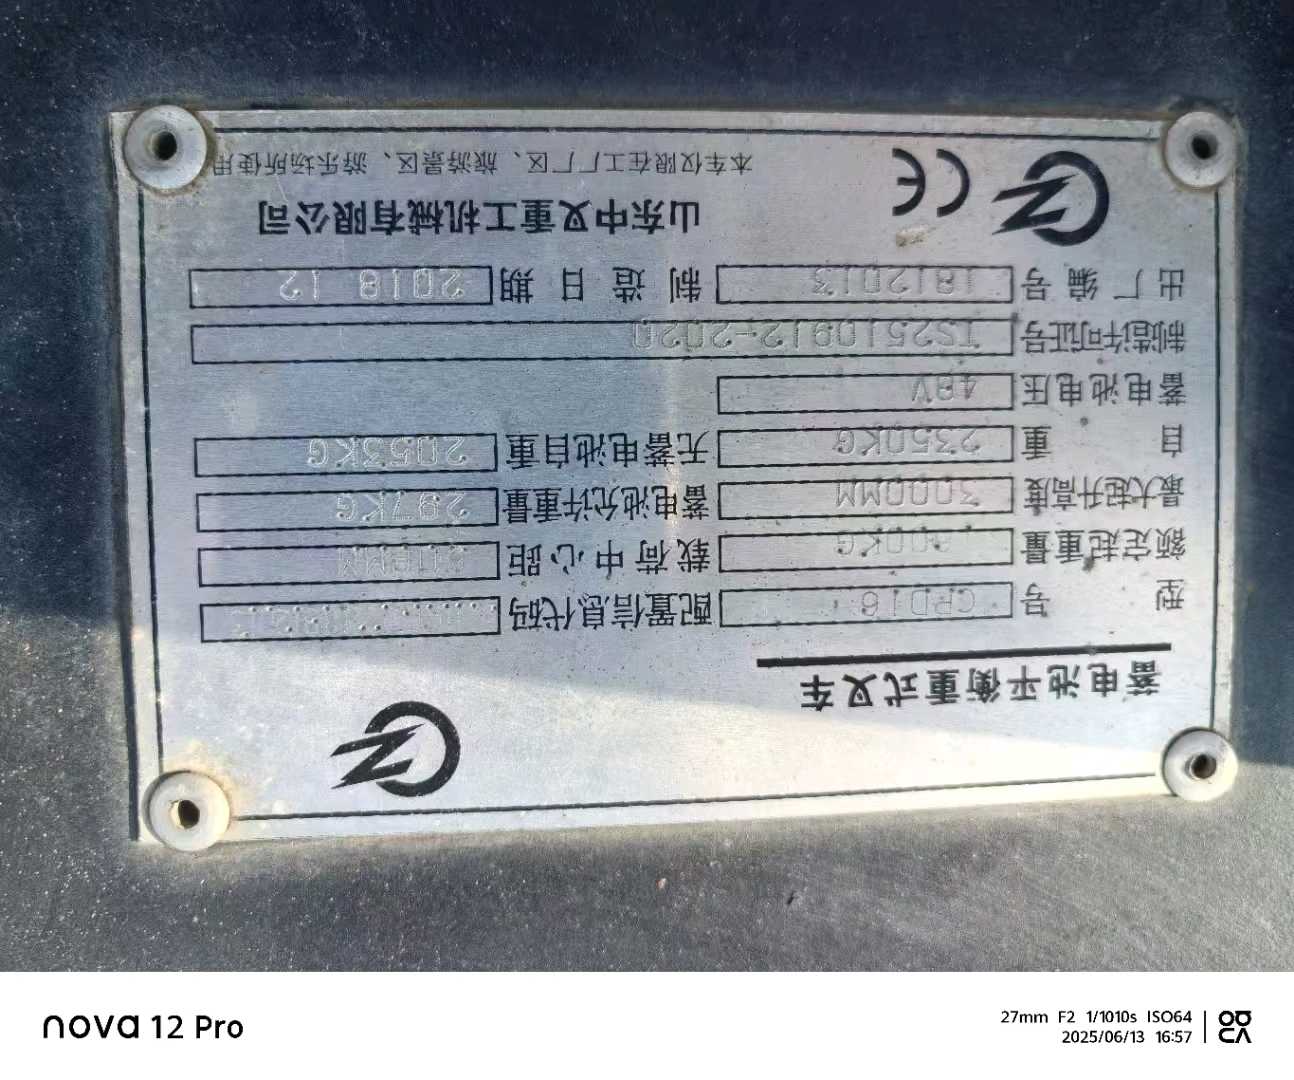 蓄电池平衡重式叉车
型 号 CPD16 配置信息代码
额定起重量 载荷中心距
最大起升高度 3000MM 蓄电池允许重量 297KG
自 重 2350KG 无蓄电池自重 2053KG
蓄电池电压 48V
制造许可证号 TS2510912-2020
出厂编号 1812013 制造日期 2018 12
CE 山东中叉重工机械有限公司
本车仅限在工厂厂区、旅游景区、游乐场所使用
nova 12 Pro
27mm F2 1/1010s ISO64
2025/06/13 16:57